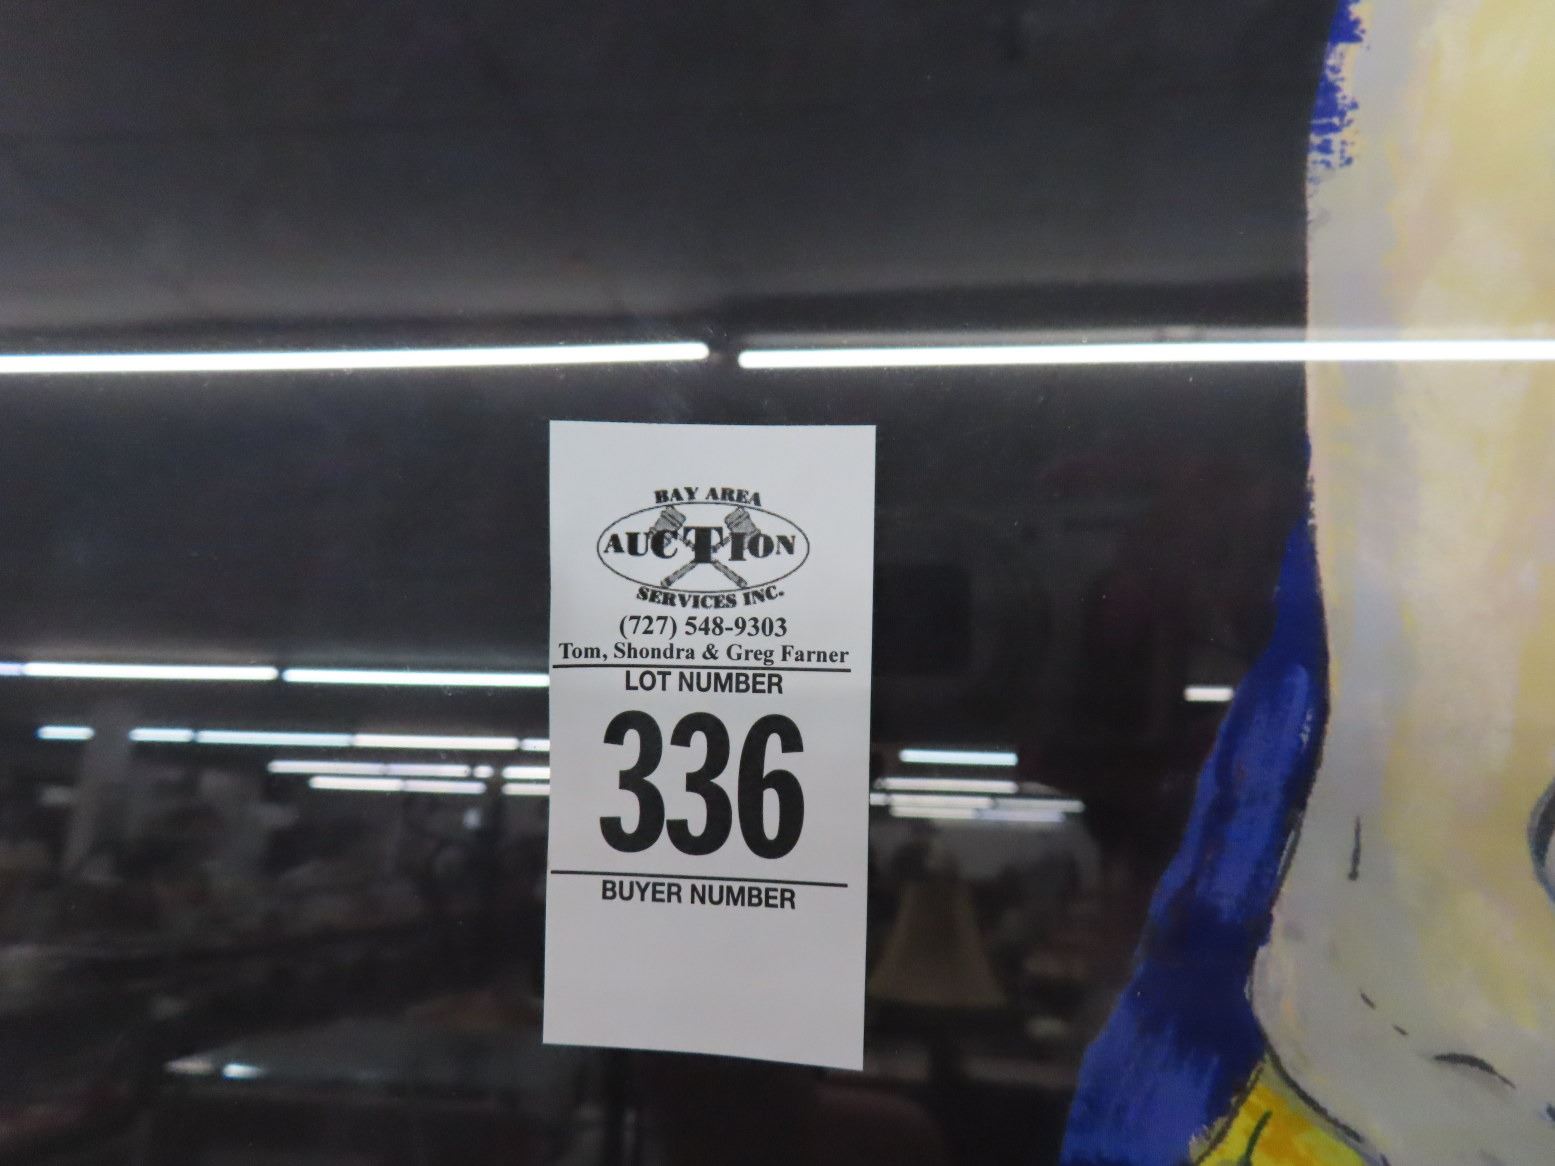 BAY AREA
AUCTION
SERVICES INC.
(727) 548-9303
Tom, Shondra & Greg Farner
LOT NUMBER
336
BUYER NUMBER